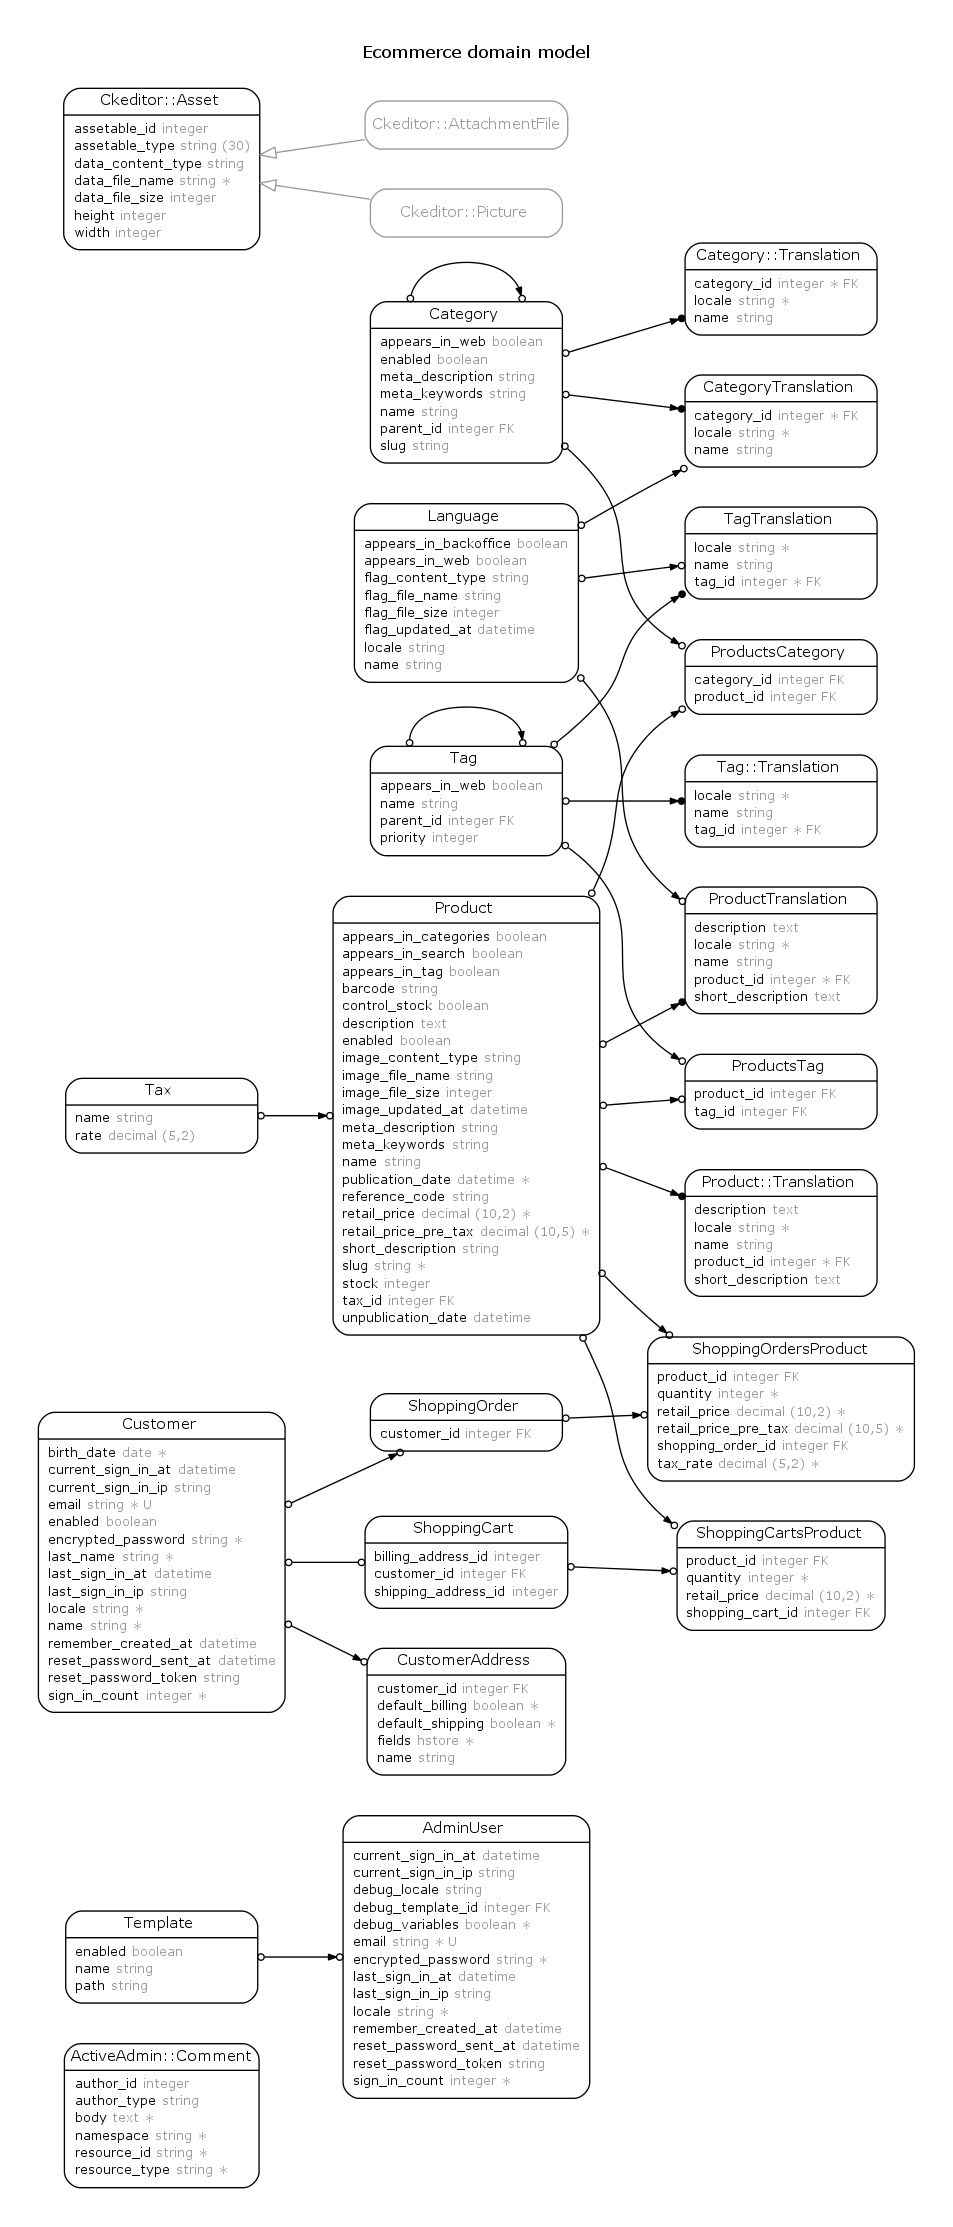 Ecommerce domain model
Ckeditor::Asset
assetable_id integer
assetable_type string (30)
data_content_type string
data_file_name string *
data_file_size integer
height integer
width integer
Ckeditor::AttachmentFile
Ckeditor::Picture
Category::Translation
category_id integer * FK
locale string *
name string
Category
appears_in_web boolean
enabled boolean
meta_description string
meta_keywords string
name string
parent_id integer FK
slug string
CategoryTranslation
category_id integer * FK
locale string *
name string
Language
appears_in_backoffice boolean
appears_in_web boolean
flag_content_type string
flag_file_name string
flag_file_size integer
flag_updated_at datetime
locale string
name string
TagTranslation
locale string *
name string
tag_id integer * FK
ProductsCategory
category_id integer FK
product_id integer FK
Tag
appears_in_web boolean
name string
parent_id integer FK
priority integer
Tag::Translation
locale string *
name string
tag_id integer * FK
Product
appears_in_categories boolean
appears_in_search boolean
appears_in_tag boolean
barcode string
control_stock boolean
description text
enabled boolean
image_content_type string
image_file_name string
image_file_size integer
image_updated_at datetime
meta_description string
meta_keywords string
name string
publication_date datetime *
reference_code string
retail_price decimal (10,2) *
retail_price_pre_tax decimal (10,5) *
short_description string
slug string *
stock integer
tax_id integer FK
unpublication_date datetime
ProductTranslation
description text
locale string *
name string
product_id integer * FK
short_description text
Tax
name string
rate decimal (5,2)
ProductsTag
product_id integer FK
tag_id integer FK
Product::Translation
description text
locale string *
name string
product_id integer * FK
short_description text
ShoppingOrdersProduct
product_id integer FK
quantity integer *
retail_price decimal (10,2) *
retail_price_pre_tax decimal (10,5) *
shopping_order_id integer FK
tax_rate decimal (5,2) *
ShoppingOrder
customer_id integer FK
Customer
birth_date date *
current_sign_in_at datetime
current_sign_in_ip string
email string * U
enabled boolean
encrypted_password string *
last_name string *
last_sign_in_at datetime
last_sign_in_ip string
locale string *
name string *
remember_created_at datetime
reset_password_sent_at datetime
reset_password_token string
sign_in_count integer *
ShoppingCart
billing_address_id integer
customer_id integer FK
shipping_address_id integer
ShoppingCartsProduct
product_id integer FK
quantity integer *
retail_price decimal (10,2) *
shopping_cart_id integer FK
CustomerAddress
customer_id integer FK
default_billing boolean *
default_shipping boolean *
fields hstore *
name string
AdminUser
current_sign_in_at datetime
current_sign_in_ip string
debug_locale string
debug_template_id integer FK
debug_variables boolean *
email string * U
encrypted_password string *
last_sign_in_at datetime
last_sign_in_ip string
locale string *
remember_created_at datetime
reset_password_sent_at datetime
reset_password_token string
sign_in_count integer *
Template
enabled boolean
name string
path string
ActiveAdmin::Comment
author_id integer
author_type string
body text *
namespace string *
resource_id string *
resource_type string *